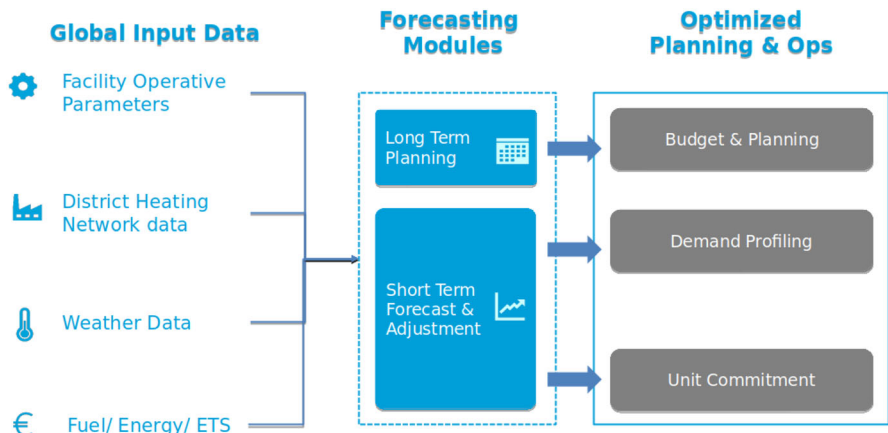 Global Input Data
Facility Operative
Parameters
District Heating
Network data
Weather Data
€ Fuel/ Energy/ ETS
Forecasting
Modules
Long Term
Planning
Short Term
Forecast &
Adjustment
Optimized
Planning & Ops
Budget & Planning
Demand Profiling
Unit Commitment